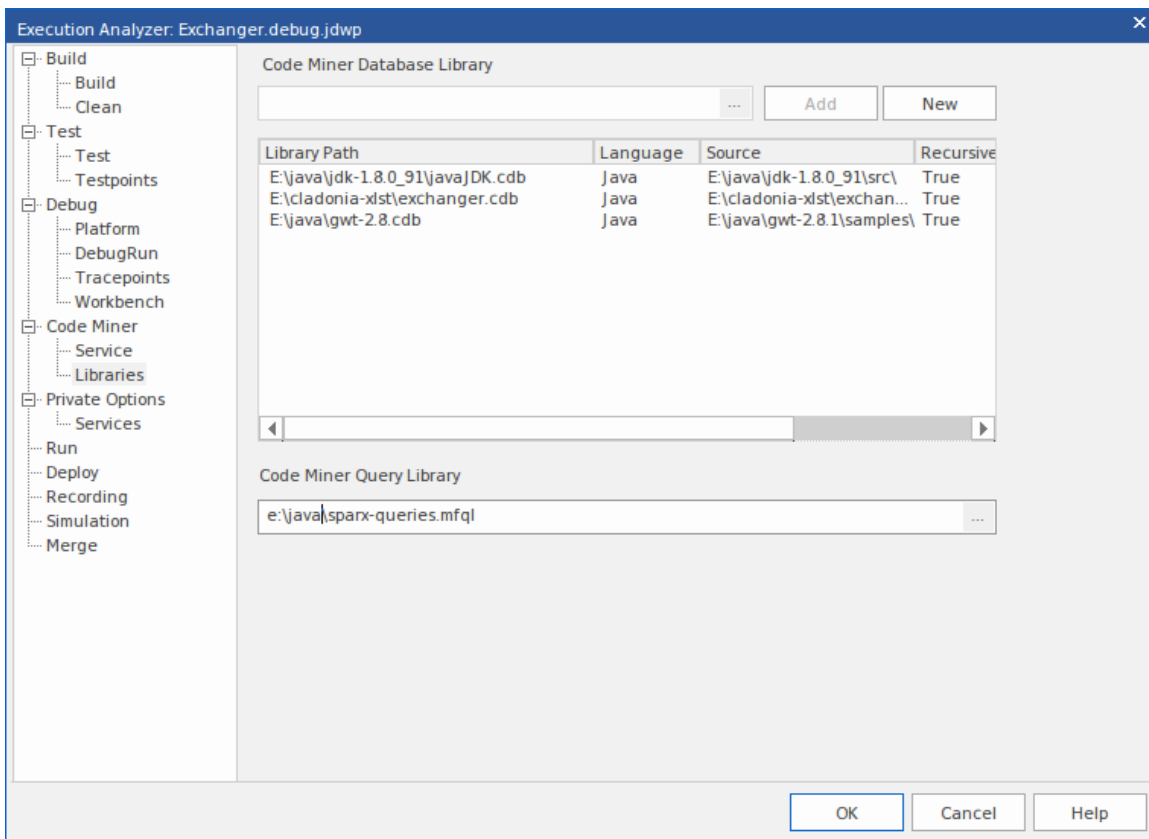 Execution Analyzer: Exchanger.debug.jdwp
Build
Build
Clean
Test
Test
Testpoints
Debug
Platform
DebugRun
Tracepoints
Workbench
Code Miner
Service
Libraries
Private Options
Services
Run
Deploy
Recording
Simulation
Merge
Code Miner Database Library
... Add New
Library Path Language Source Recursive
E:\java\jdk-1.8.0_91\javaJDK.cdb Java E:\java\jdk-1.8.0_91\src\ True
E:\cladonia-xlst\exchanger.cdb Java E:\cladonia-xlst\exchan... True
E:\java\gwt-2.8.cdb Java E:\java\gwt-2.8.1\samples\ True
Code Miner Query Library
e:\java\sparx-queries.mfql ...
OK Cancel Help